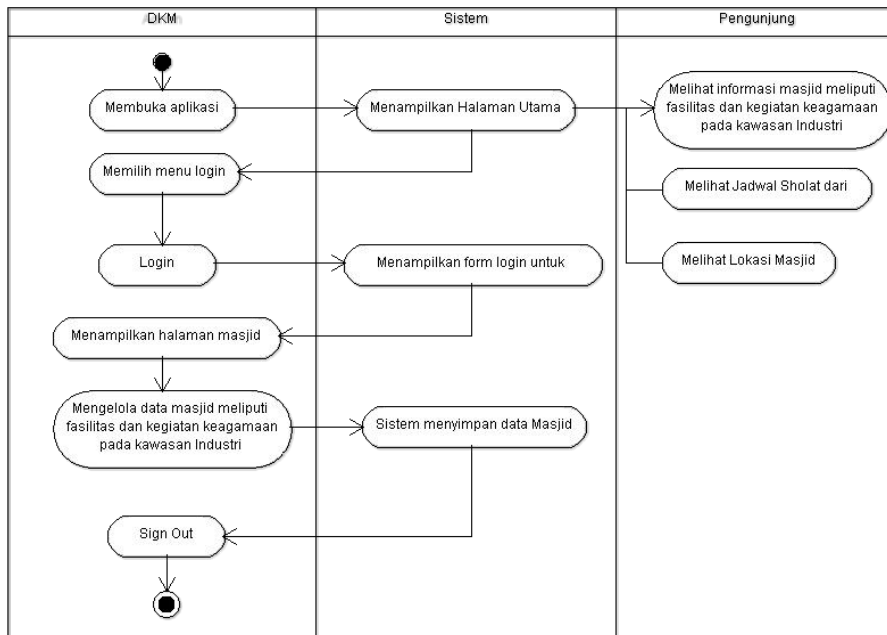 DKM
Sistem
Pengunjung
Membuka aplikasi
Menampilkan Halaman Utama
Melihat informasi masjid meliputi
fasilitas dan kegiatan keagamaan
pada kawasan Industri
Memilih menu login
Melihat Jadwal Sholat dari
Login
Menampilkan form login untuk
Melihat Lokasi Masjid
Menampilkan halaman masjid
Mengelola data masjid meliputi
fasilitas dan kegiatan keagamaan
pada kawasan Industri
Sistem menyimpan data Masjid
Sign Out